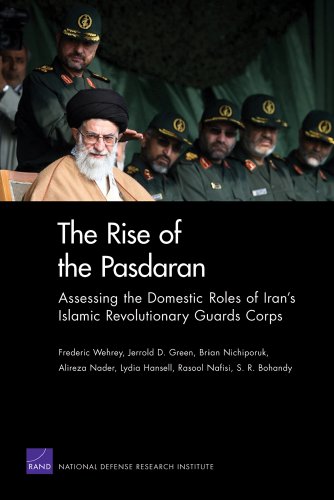 The Rise of
the Pasdaran
Assessing the Domestic Roles of Iran's
Islamic Revolutionary Guards Corps
Frederic Wehrey, Jerrold D. Green, Brian Nichiporuk,
Alireza Nader, Lydia Hansell, Rasool Nafisi, S. R. Bohandy
RAND
NATIONAL DEFENSE RESEARCH INSTITUTE